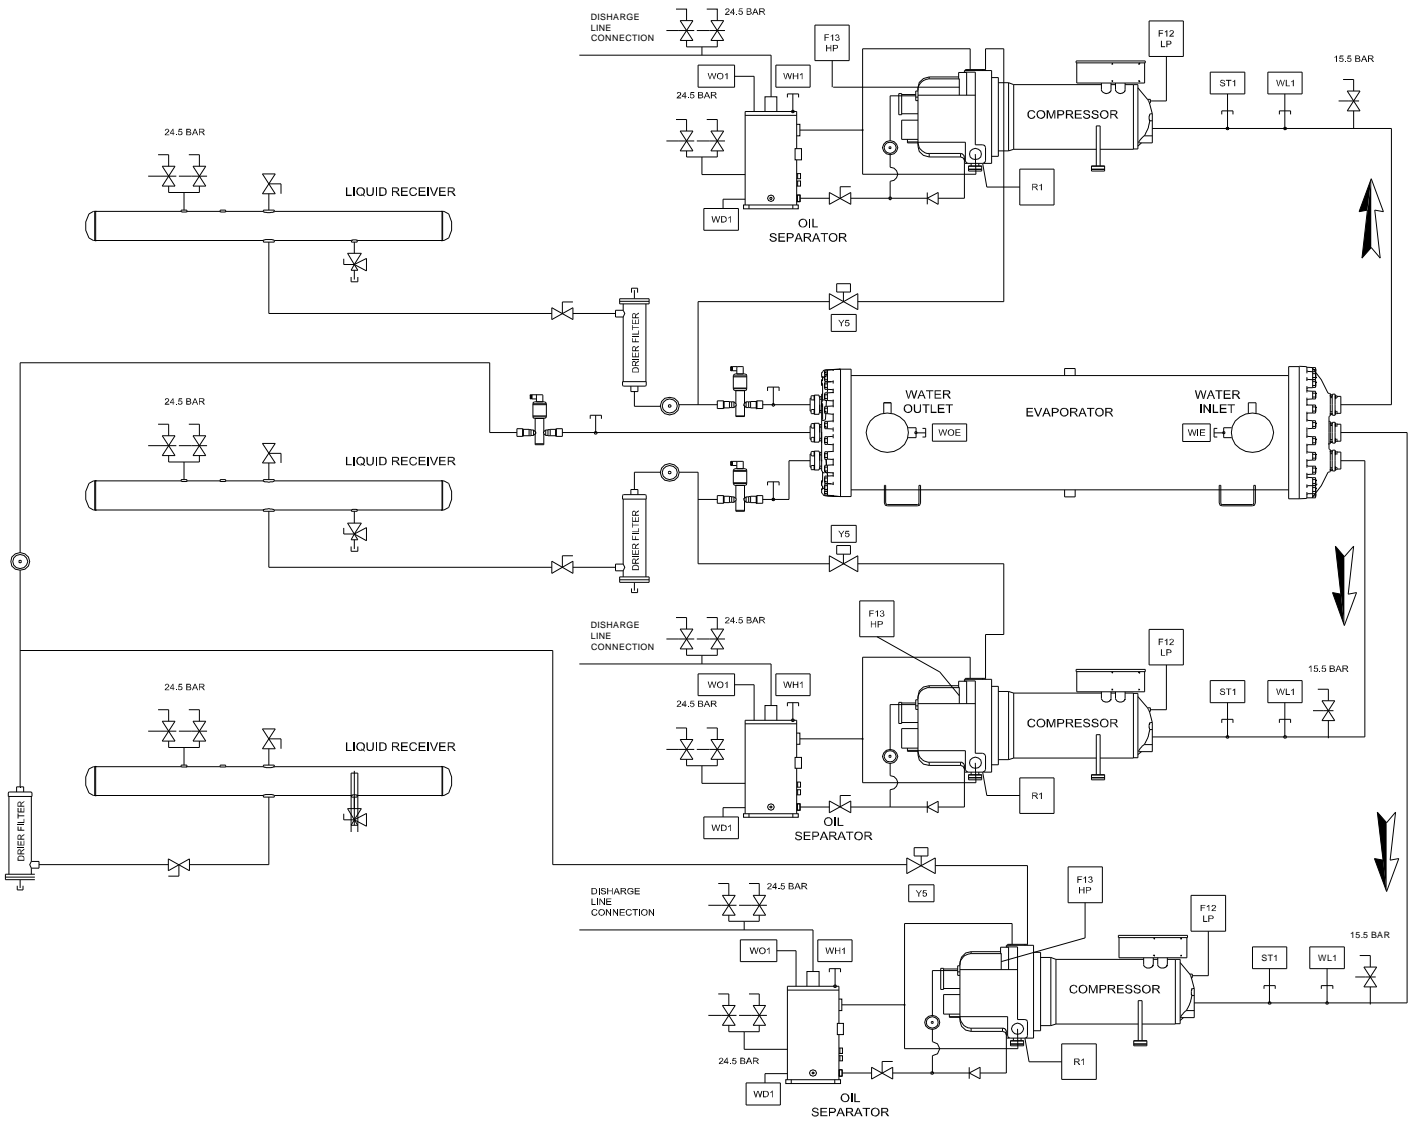 DISHARGE
LINE
CONNECTION
24.5 BAR
F13
HP
F12
LP
WO1
WH1
24.5 BAR
15.5 BAR
ST1
WL1
COMPRESSOR
24.5 BAR
LIQUID RECEIVER
R1
WD1
OIL
SEPARATOR
DRIER FILTER
Y5
WATER
OUTLET
EVAPORATOR
WATER
INLET
WOE
WIE
24.5 BAR
LIQUID RECEIVER
DRIER FILTER
Y5
DISHARGE
LINE
CONNECTION
24.5 BAR
F13
HP
F12
LP
WO1
WH1
24.5 BAR
15.5 BAR
ST1
WL1
COMPRESSOR
24.5 BAR
LIQUID RECEIVER
R1
WD1
OIL
SEPARATOR
DRIER FILTER
Y5
DISHARGE
LINE
CONNECTION
24.5 BAR
F13
HP
F12
LP
WO1
WH1
15.5 BAR
ST1
WL1
COMPRESSOR
24.5 BAR
R1
WD1
OIL
SEPARATOR